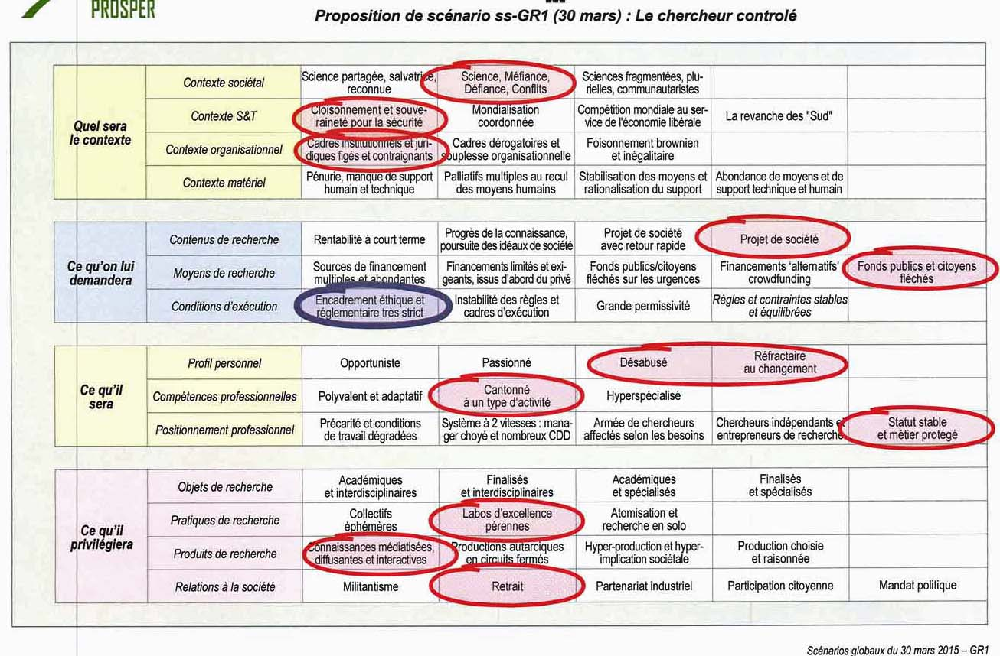 PROSPER
Proposition de scénario ss-GR1 (30 mars) : Le chercheur controlé
Quel sera
le contexte
Contexte sociétal
Science partagée, salvatrice,
reconnue
Science, Méfiance,
Défiance, Conflits
Sciences fragmentées, plu-
rielles, communautaristes
Contexte S&T
Cloisonnement et souve-
raineté pour la sécurité
Mondialisation
coordonnée
Compétition mondiale au ser-
vice de l'économie libérale
La revanche des "Sud"
Contexte organisationnel
Cadres institutionnels et juri-
diques figés et contraignants
Cadres dérogatoires et
souplesse organisationnelle
Foisonnement brownien
et inégalitaire
Contexte matériel
Pénurie, manque de support
humain et technique
Palliatifs multiples au recul
des moyens humains
Stabilisation des moyens et
rationalisation du support
Abondance de moyens et de
support technique et humain
Ce qu'on lui
demandera
Contenus de recherche
Rentabilité à court terme
Progrès de la connaissance,
poursuite des idéaux de société
Projet de société
avec retour rapide
Projet de société
Moyens de recherche
Sources de financement
multiples et abondantes
Financements limités et exi-
geants, issus d'abord du privé
Fonds publics/citoyens
fléchés sur les urgences
Financements ‘alternatifs’
crowdfunding
Fonds publics et citoyens
fléchés
Conditions d'exécution
Encadrement éthique et
réglementaire très strict
Instabilité des règles et
cadres d'exécution
Grande permissivité
Règles et contraintes stables
et équilibrées
Ce qu'il
sera
Profil personnel
Opportuniste
Passionné
Désabusé
Réfractaire
au changement
Compétences professionnelles
Polyvalent et adaptatif
Cantonné
à un type d'activité
Hyperspécialisé
Positionnement professionnel
Précarité et conditions
de travail dégradées
Système à 2 vitesses : mana-
ger choyé et nombreux CDD
Armée de chercheurs
affectés selon les besoins
Chercheurs indépendants et
entrepreneurs de recherche
Statut stable
et métier protégé
Ce qu'il
privilégiera
Objets de recherche
Académiques
et interdisciplinaires
Finalisés
et interdisciplinaires
Académiques
et spécialisés
Finalisés
et spécialisés
Pratiques de recherche
Collectifs
éphémères
Labos d'excellence
pérennes
Atomisation et
recherche en solo
Produits de recherche
Connaissances médiatisées,
diffusantes et interactives
Productions autarciques
en circuits fermés
Hyper-production et hyper-
implication sociétale
Production choisie
et raisonnée
Relations à la société
Militantisme
Retrait
Partenariat industriel
Participation citoyenne
Mandat politique
Scénarios globaux du 30 mars 2015 – GR1